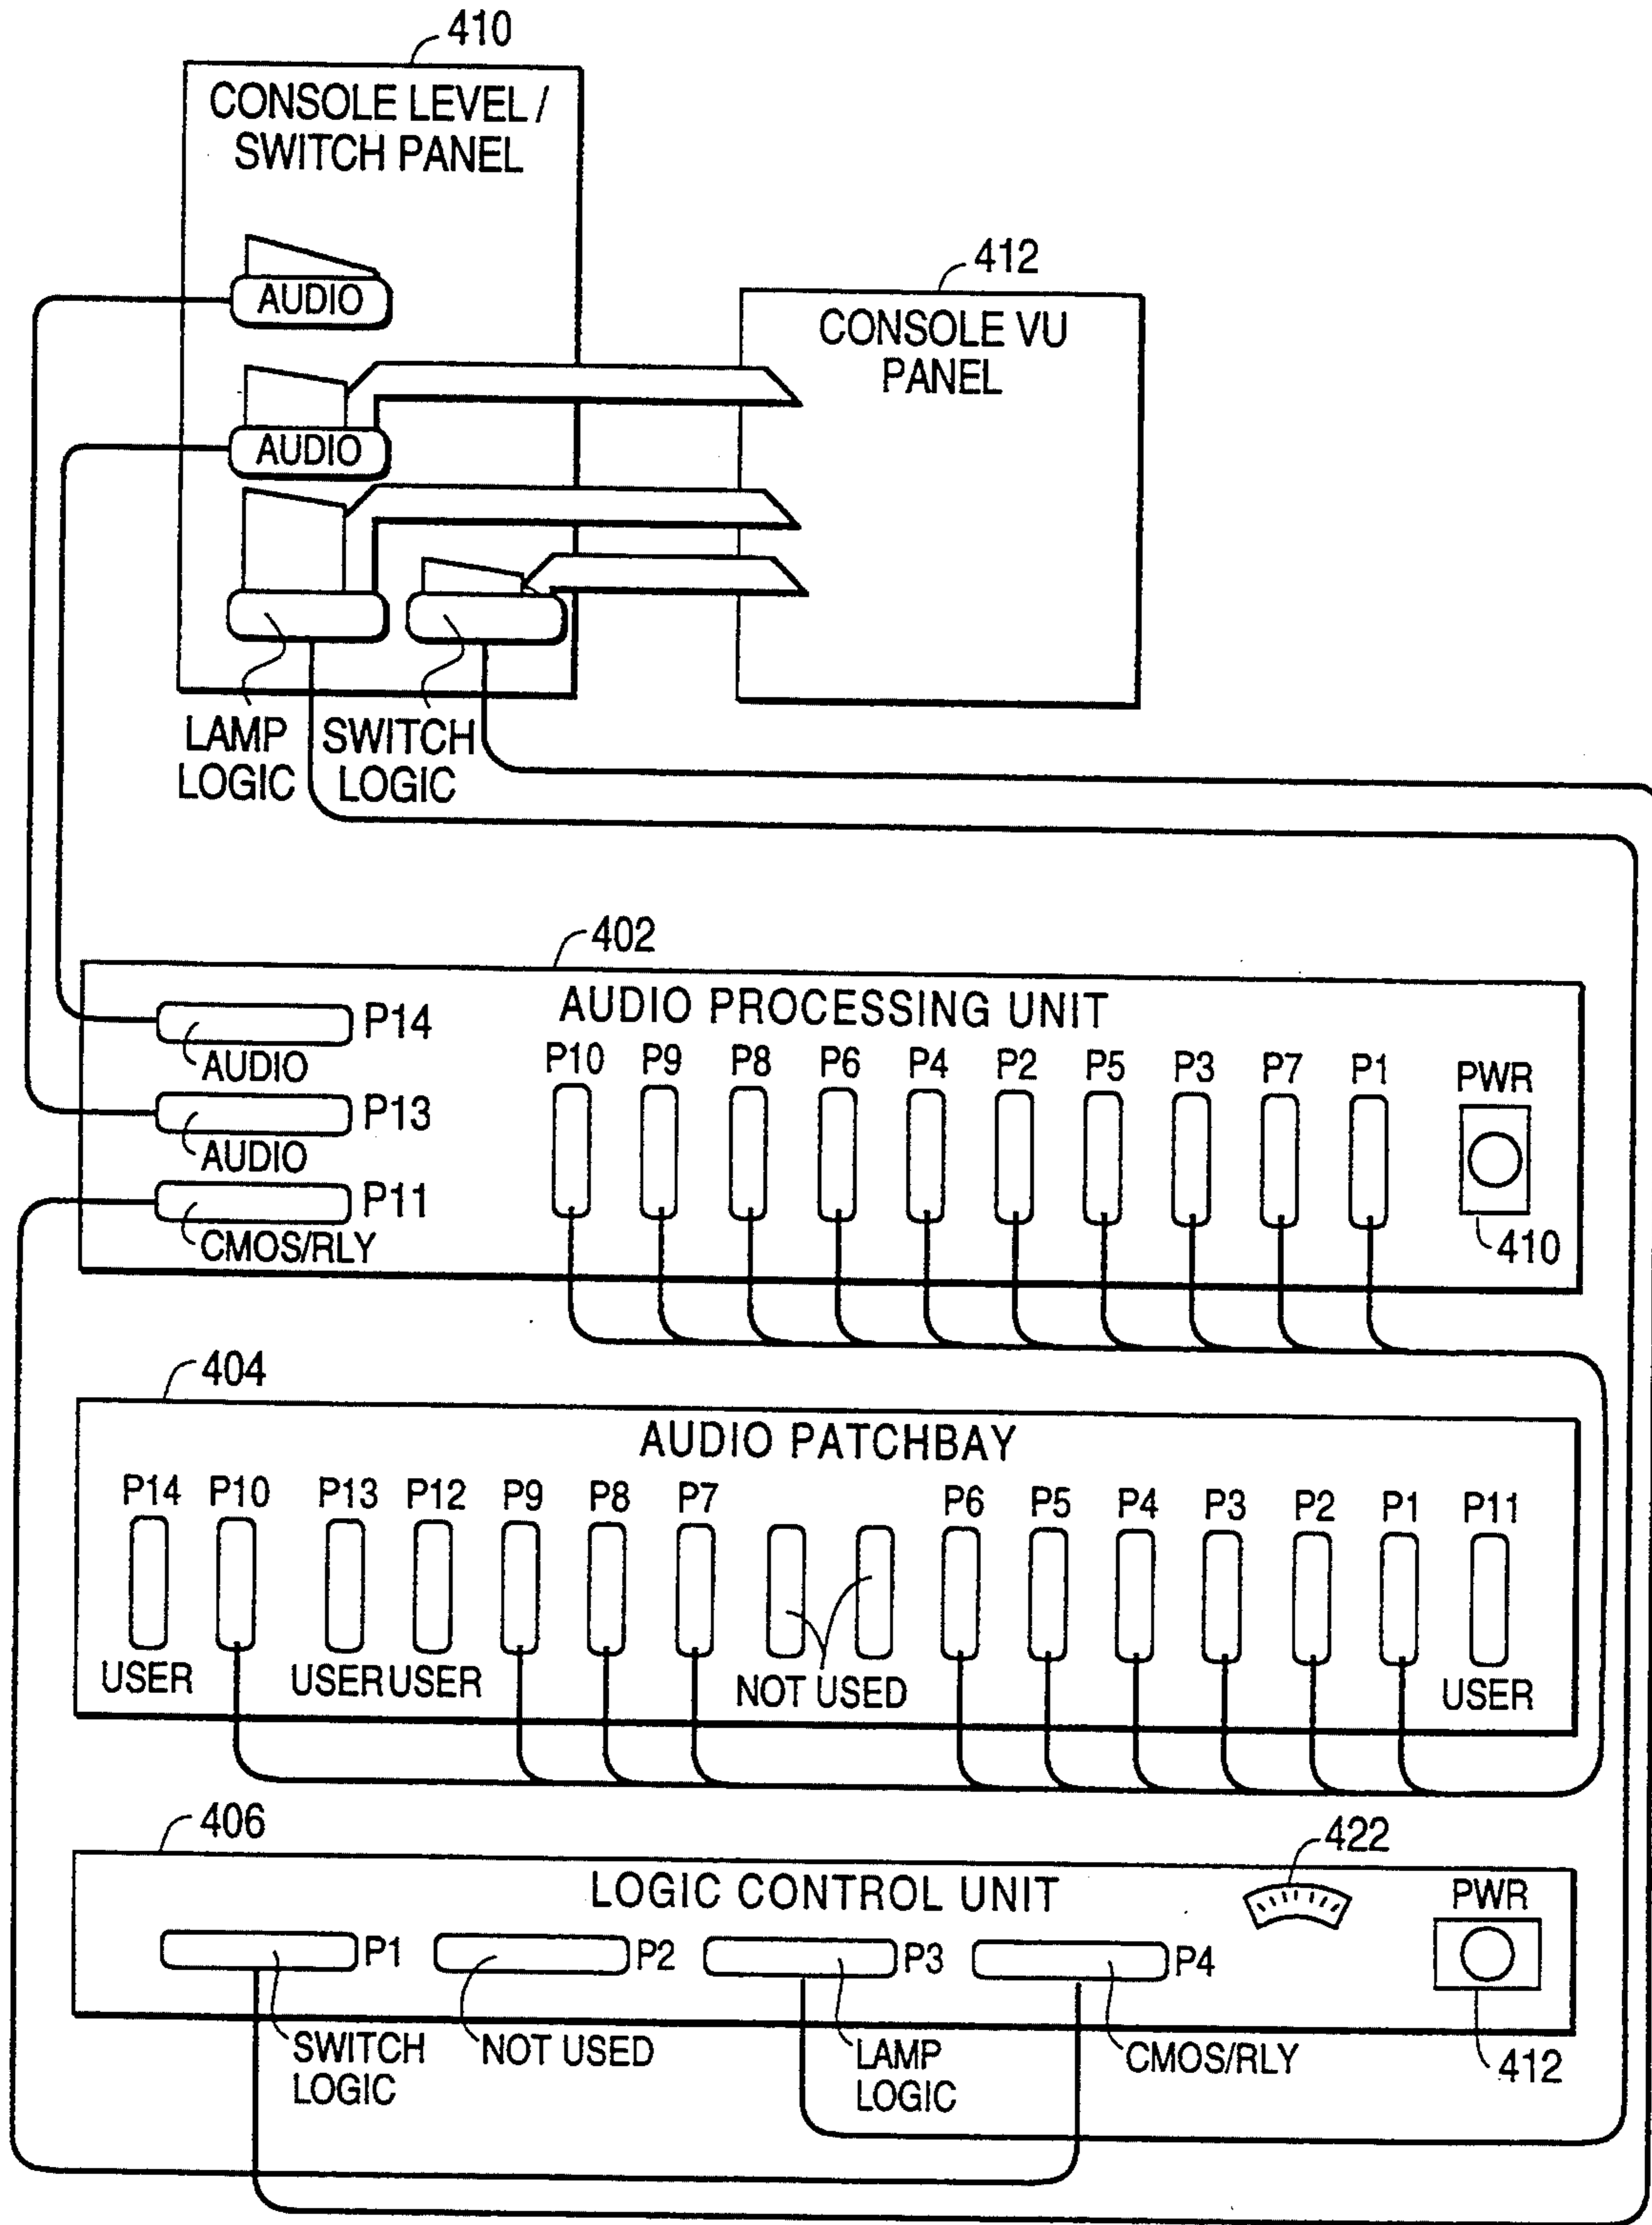 410
CONSOLE LEVEL /
SWITCH PANEL
AUDIO
AUDIO
412
CONSOLE VU
PANEL
LAMP
LOGIC
SWITCH
LOGIC
402
AUDIO PROCESSING UNIT
P14
AUDIO
P13
AUDIO
P11
CMOS/RLY
P10 P9 P8 P6 P4 P2 P5 P3 P7 P1
PWR
410
404
AUDIO PATCHBAY
P14 P10 P13 P12 P9 P8 P7 P6 P5 P4 P3 P2 P1 P11
USER USER USER NOT USED USER
406
LOGIC CONTROL UNIT
422
PWR
P1 P2 P3 P4
SWITCH
LOGIC
NOT USED
LAMP
LOGIC
CMOS/RLY
412